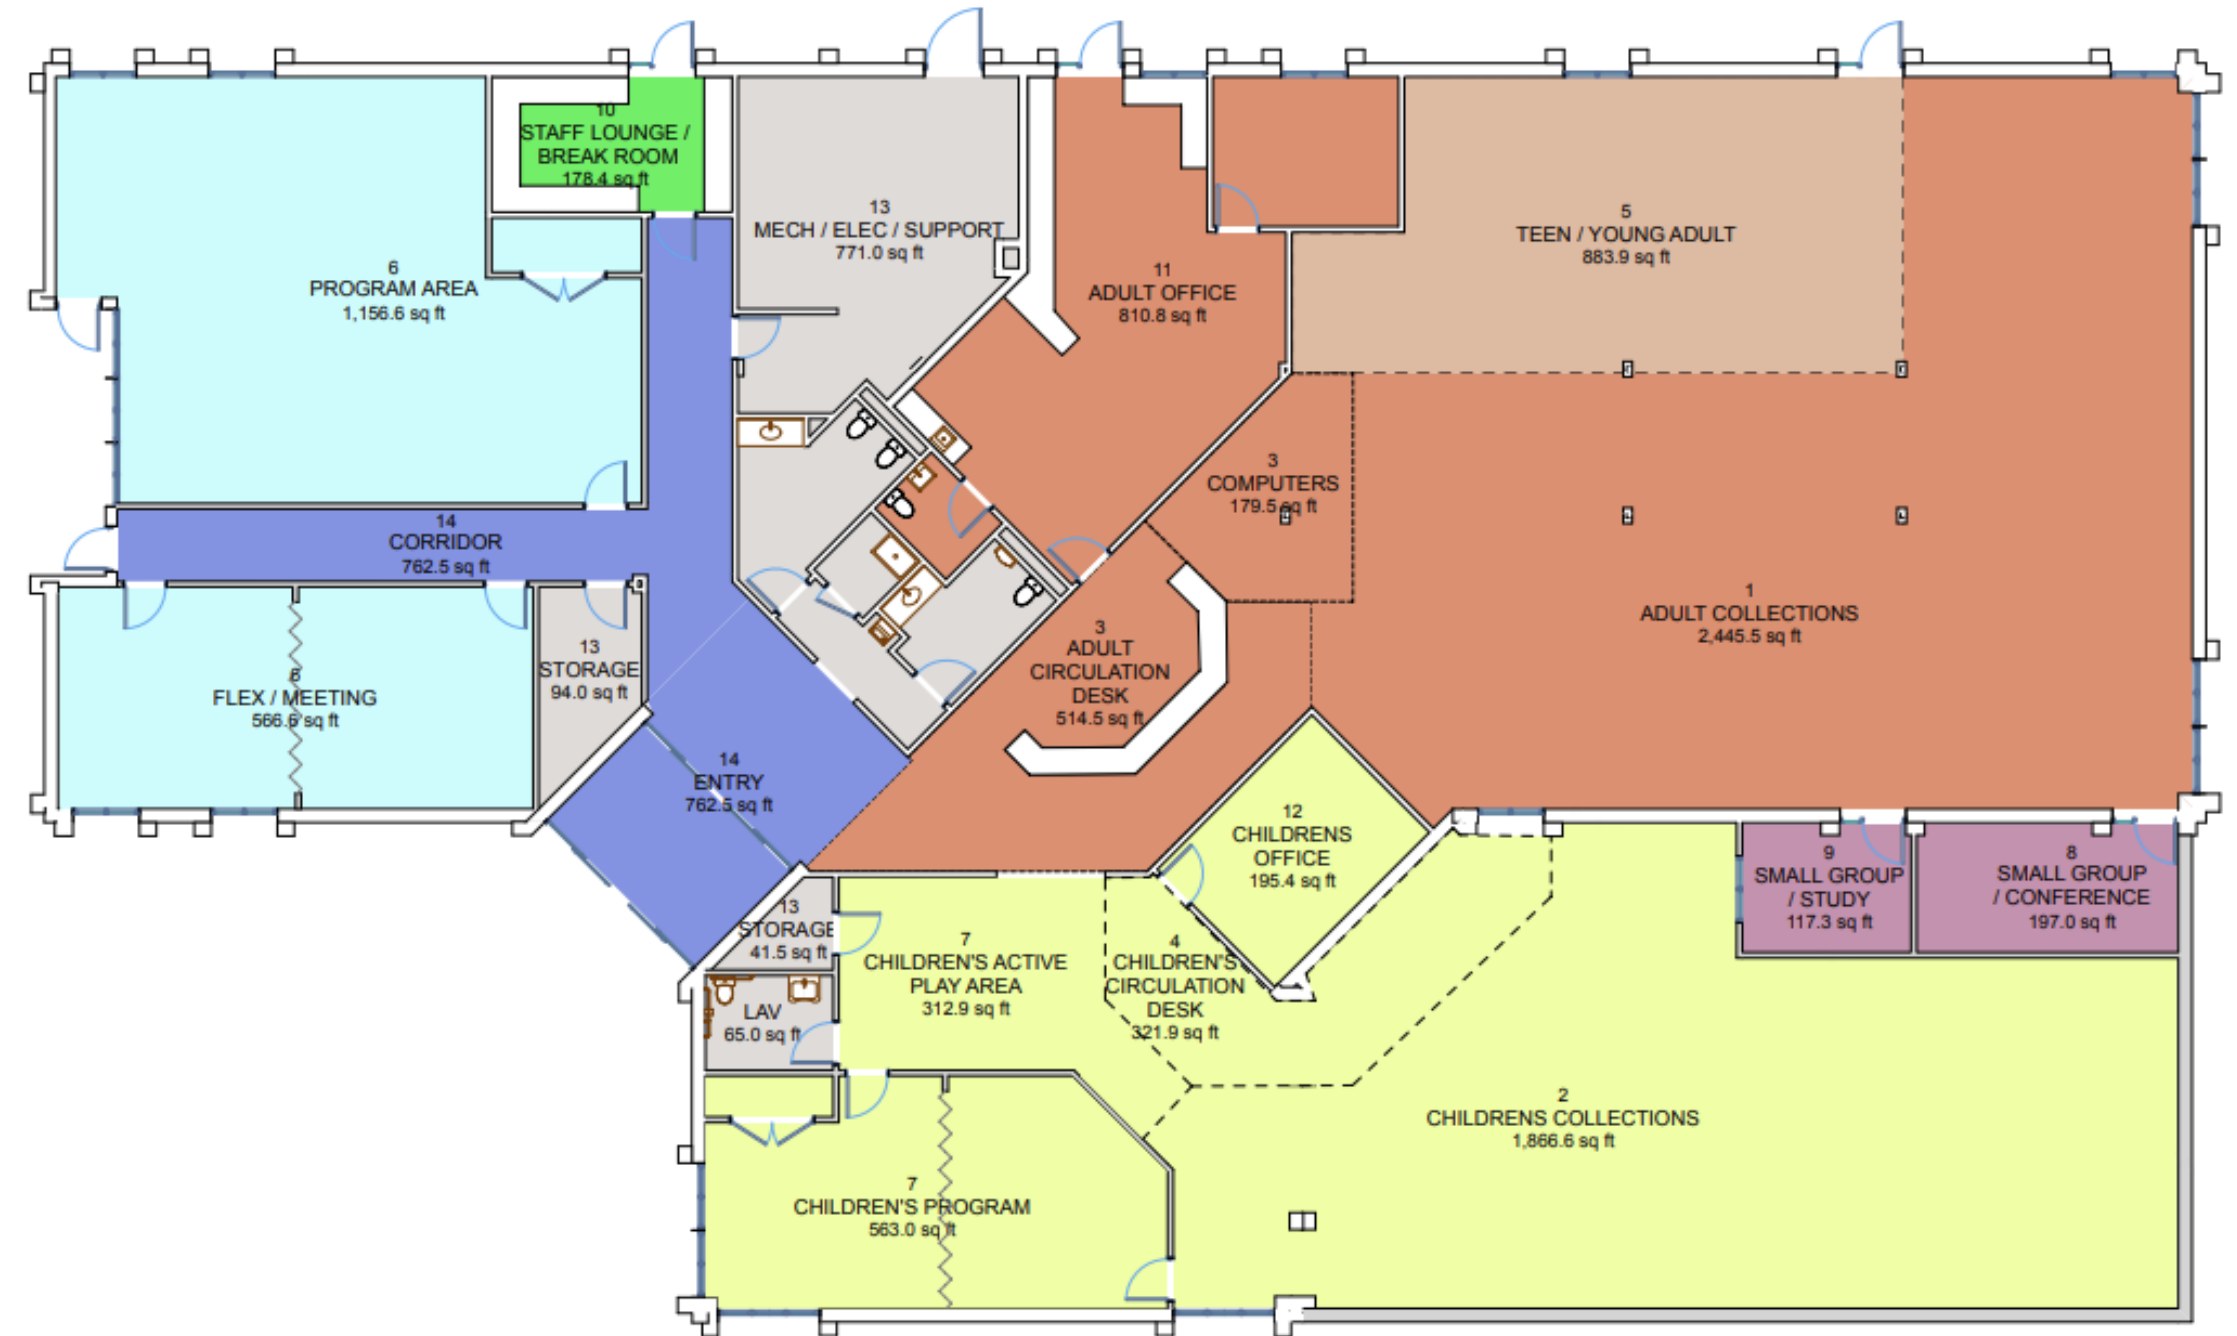 10
STAFF LOUNGE /
BREAK ROOM
178.4 sq ft
13
MECH / ELEC / SUPPORT
771.0 sq ft
5
TEEN / YOUNG ADULT
883.9 sq ft
6
PROGRAM AREA
1,156.6 sq ft
11
ADULT OFFICE
810.8 sq ft
3
COMPUTERS
179.5 sq ft
14
CORRIDOR
762.5 sq ft
1
ADULT COLLECTIONS
2,445.5 sq ft
3
ADULT
CIRCULATION
DESK
514.5 sq ft
13
STORAGE
94.0 sq ft
6
FLEX / MEETING
566.6 sq ft
14
ENTRY
762.5 sq ft
12
CHILDRENS
OFFICE
195.4 sq ft
9
SMALL GROUP
/ STUDY
117.3 sq ft
8
SMALL GROUP
/ CONFERENCE
197.0 sq ft
13
STORAGE
41.5 sq ft
7
CHILDREN'S ACTIVE
PLAY AREA
312.9 sq ft
4
CHILDREN'S
CIRCULATION
DESK
321.9 sq ft
LAV
65.0 sq ft
2
CHILDRENS COLLECTIONS
1,866.6 sq ft
7
CHILDREN'S PROGRAM
563.0 sq ft